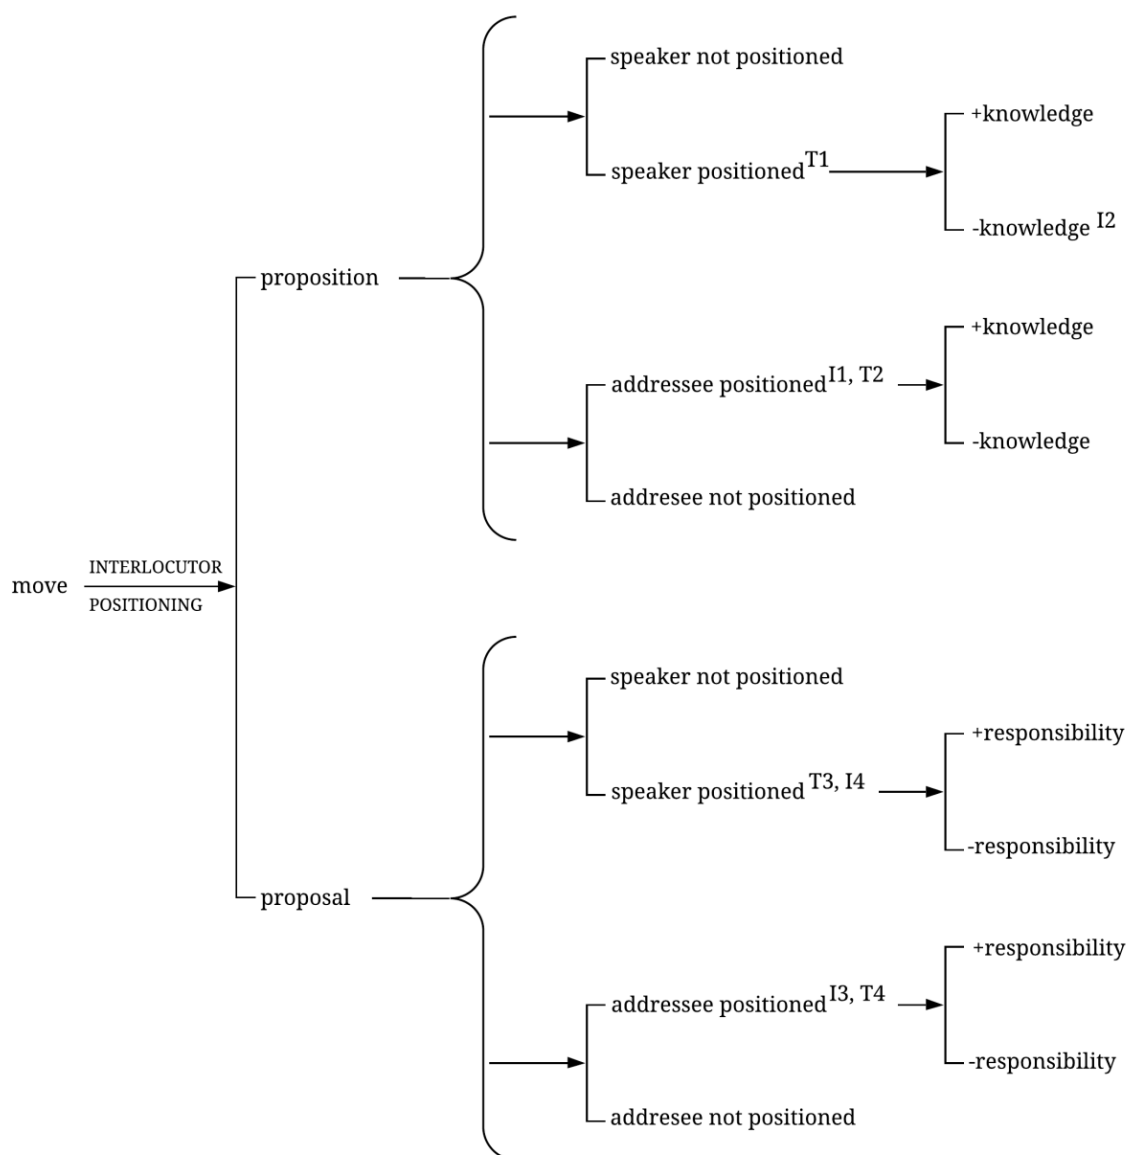 speaker not positioned
+knowledge
speaker positioned T1
-knowledge I2
proposition
+knowledge
addressee positioned I1, T2
-knowledge
addresee not positioned
INTERLOCUTOR
move
POSITIONING
speaker not positioned
+responsibility
speaker positioned T3, I4
-responsibility
proposal
+responsibility
addressee positioned I3, T4
-responsibility
addresee not positioned